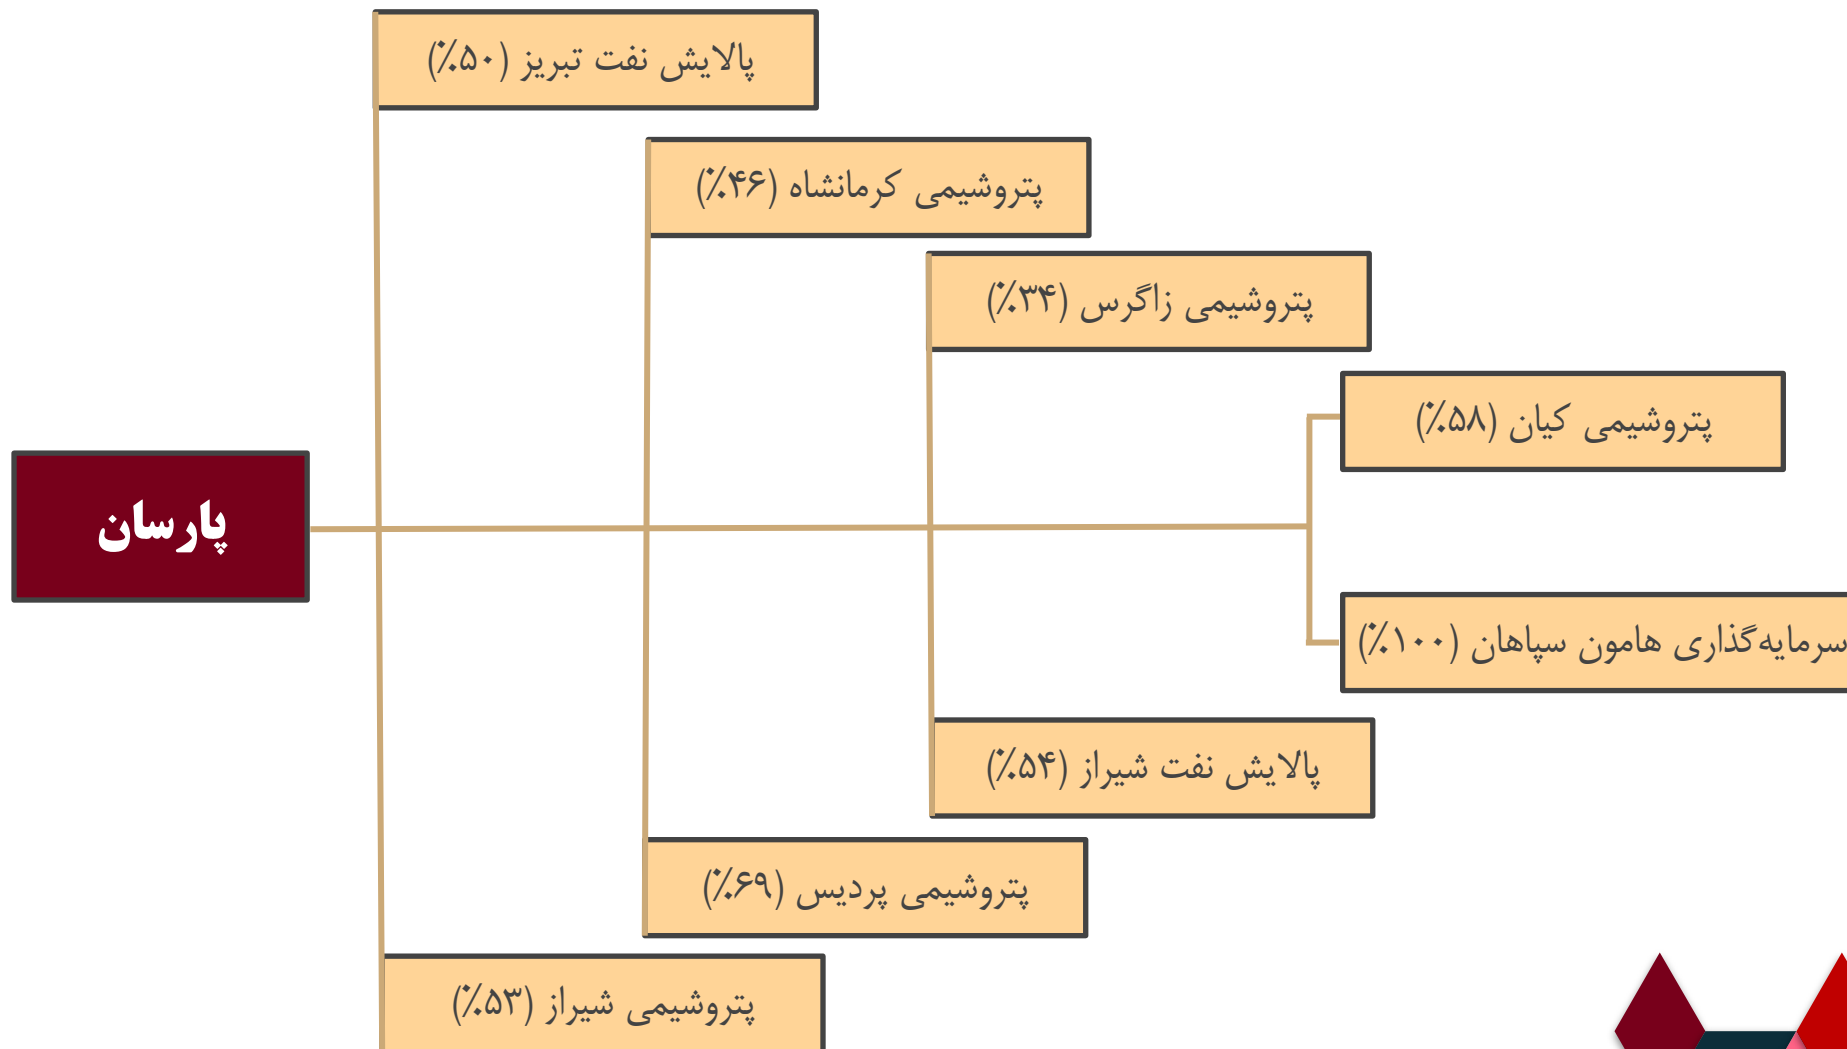 پالایش نفت تبریز (۵۰٪)
پتروشیمی کرمانشاه (۴۶٪)
پتروشیمی زاگرس (۳۴٪)
پتروشیمی کیان (۵۸٪)
پارسان
سرمایه‌گذاری هامون سپاهان (۱۰۰٪)
پالایش نفت شیراز (۵۴٪)
پتروشیمی پردیس (۶۹٪)
پتروشیمی شیراز (۵۳٪)